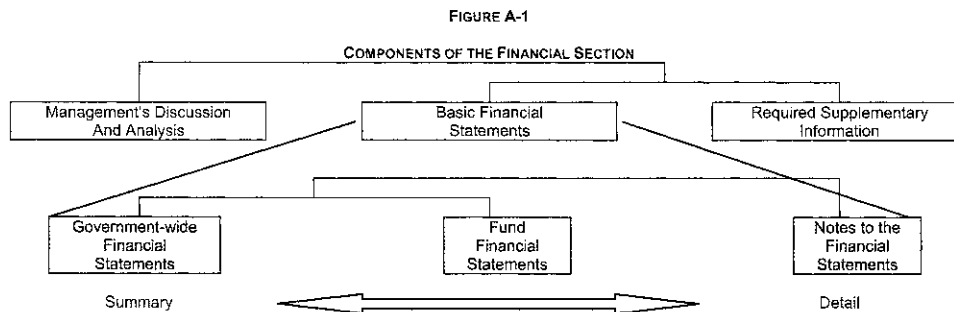 FIGURE A-1
COMPONENTS OF THE FINANCIAL SECTION
Management's Discussion
And Analysis
Basic Financial
Statements
Required Supplementary
Information
Government-wide
Financial
Statements
Fund
Financial
Statements
Notes to the
Financial
Statements
Summary
Detail